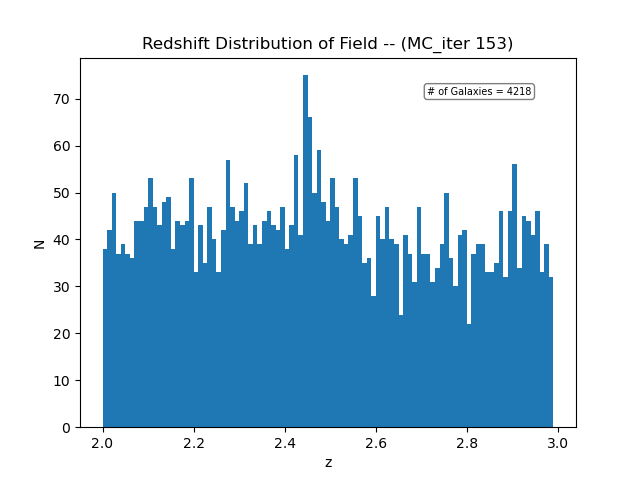 Redshift Distribution of Field -- (MC_iter 153)
# of Galaxies = 4218
70
60
50
40
30
20
10
0
N
2.0 2.2 2.4 2.6 2.8 3.0
z